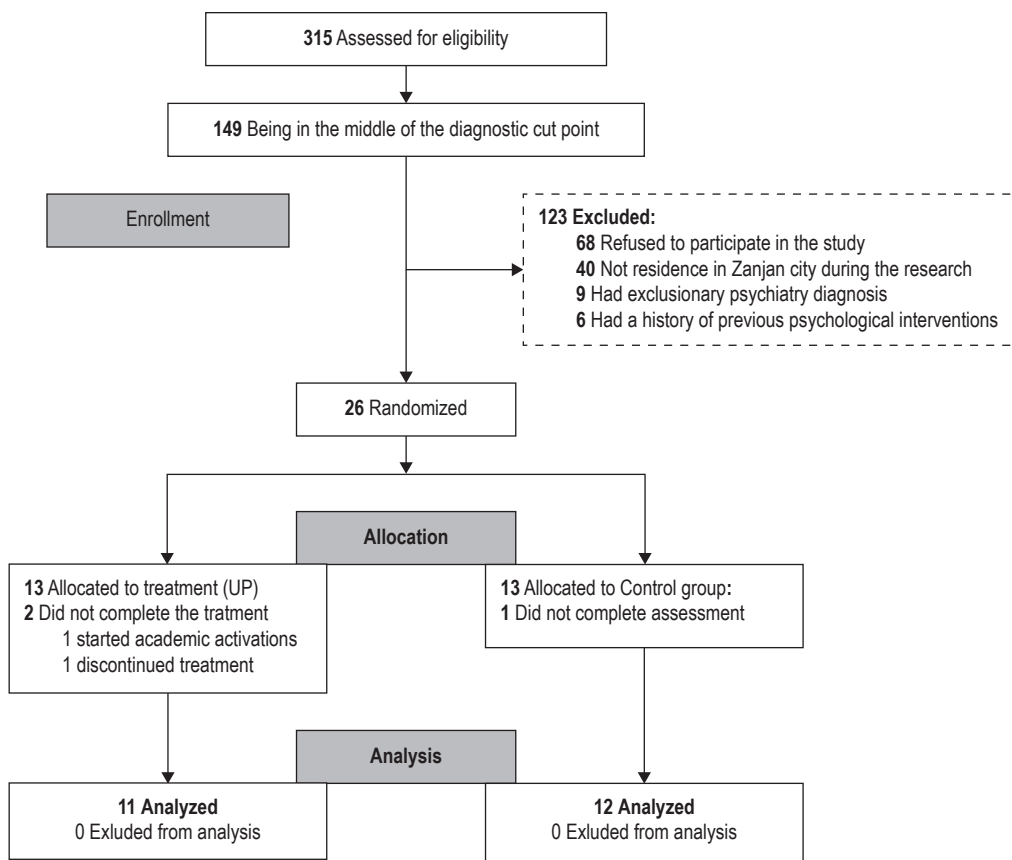 315 Assessed for eligibility
149 Being in the middle of the diagnostic cut point
Enrollment
123 Excluded:
68 Refused to participate in the study
40 Not residence in Zanjan city during the research
9 Had exclusionary psychiatry diagnosis
6 Had a history of previous psychological interventions
26 Randomized
Allocation
13 Allocated to treatment (UP)
2 Did not complete the tratment
1 started academic activations
1 discontinued treatment
13 Allocated to Control group:
1 Did not complete assessment
Analysis
11 Analyzed
0 Exluded from analysis
12 Analyzed
0 Exluded from analysis